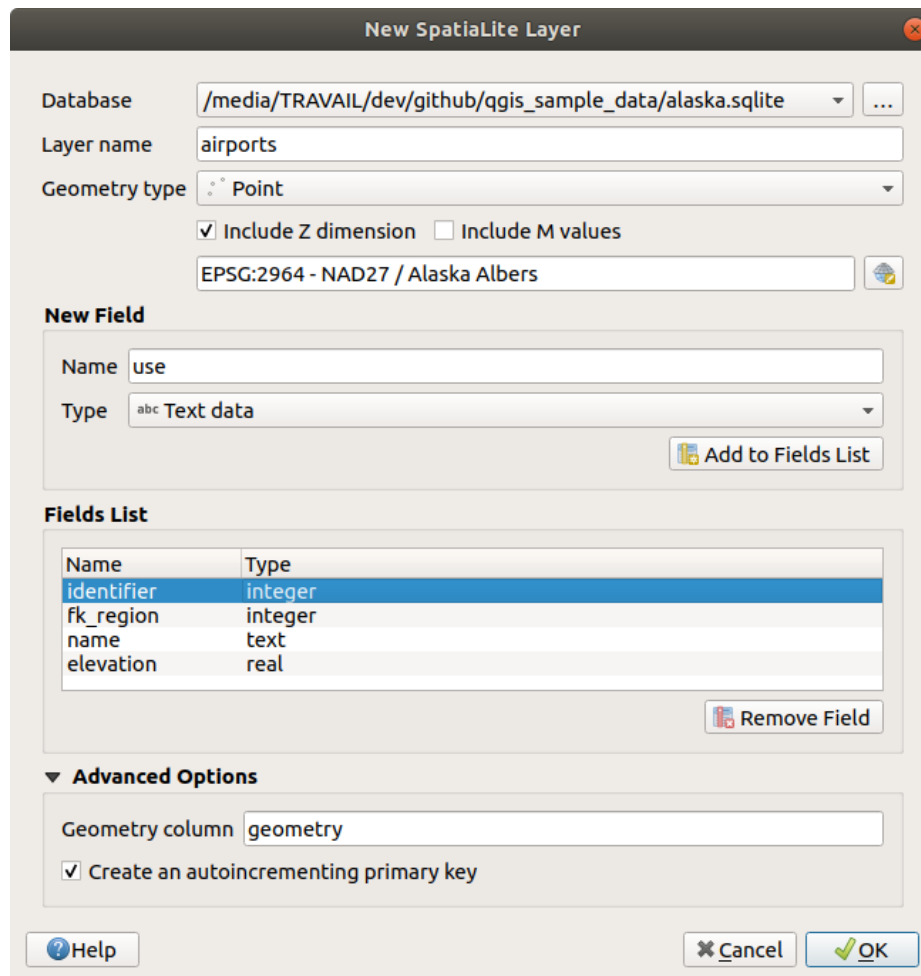 New SpatiaLite Layer
Database /media/TRAVAIL/dev/github/qgis_sample_data/alaska.sqlite ...
Layer name airports
Geometry type Point
Include Z dimension Include M values
EPSG:2964 - NAD27 / Alaska Albers
New Field
Name use
Type abc Text data
Add to Fields List
Fields List
Name Type
identifier integer
fk_region integer
name text
elevation real
Remove Field
Advanced Options
Geometry column geometry
Create an autoincrementing primary key
Help Cancel OK